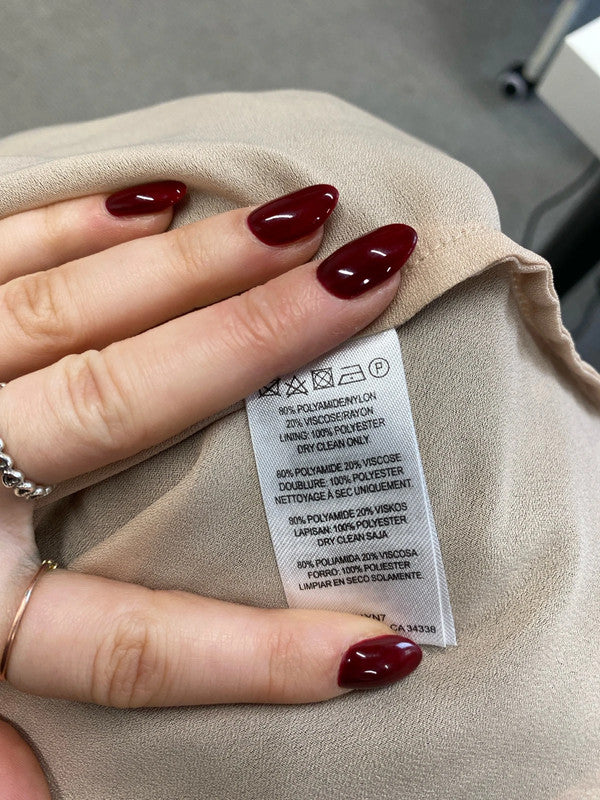 P
80% POLYAMIDE/NYLON
20% VISCOSE/RAYON
LINING: 100% POLYESTER
DRY CLEAN ONLY
80% POLYAMIDE 20% VISCOSE
DOUBLURE: 100% POLYESTER
NETTOYAGE À SEC UNIQUEMENT
80% POLYAMIDE 20% VISKOS
LAPISAN: 100% POLYESTER
DRY CLEAN SAJA
80% POLIAMIDA 20% VISCOSA
FORRO: 100% POLIESTER
LIMPIAR EN SECO SOLAMENTE.
CA 34338